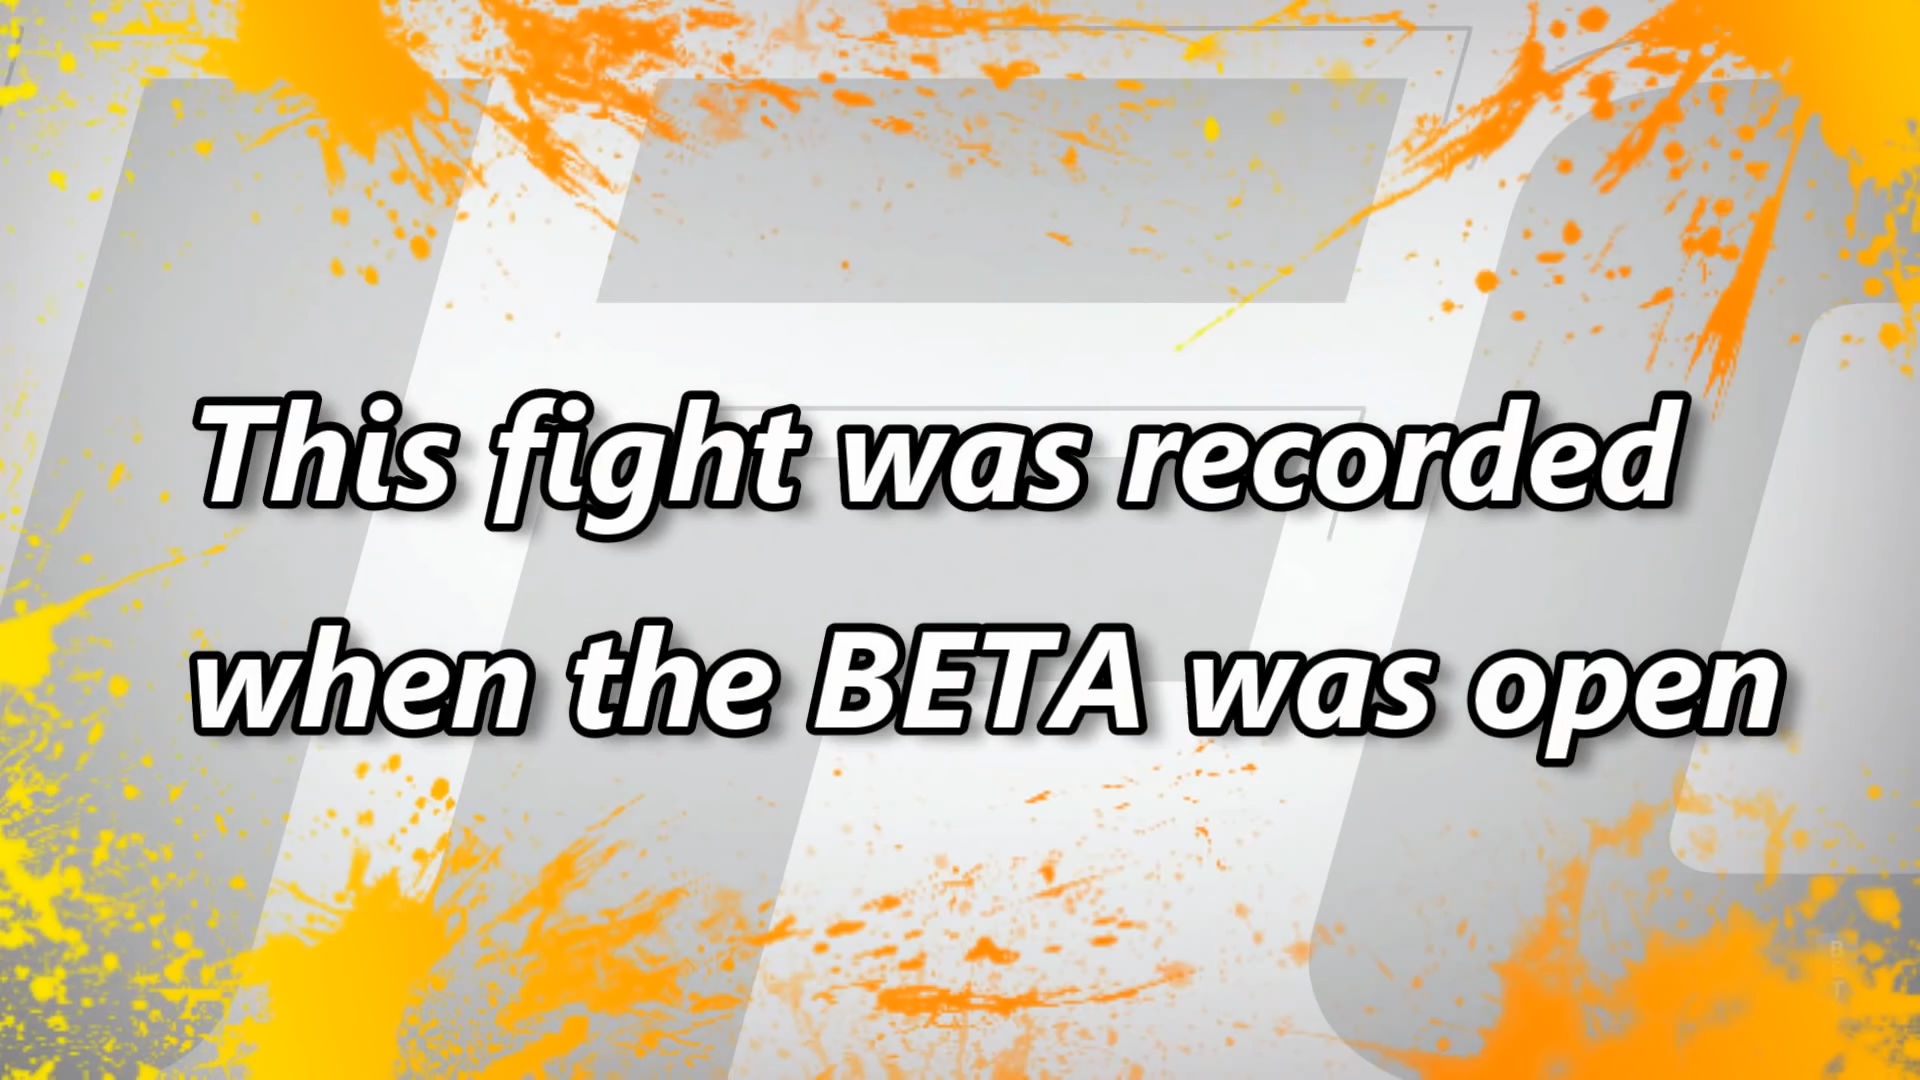 This fight was recorded
when the BETA was open